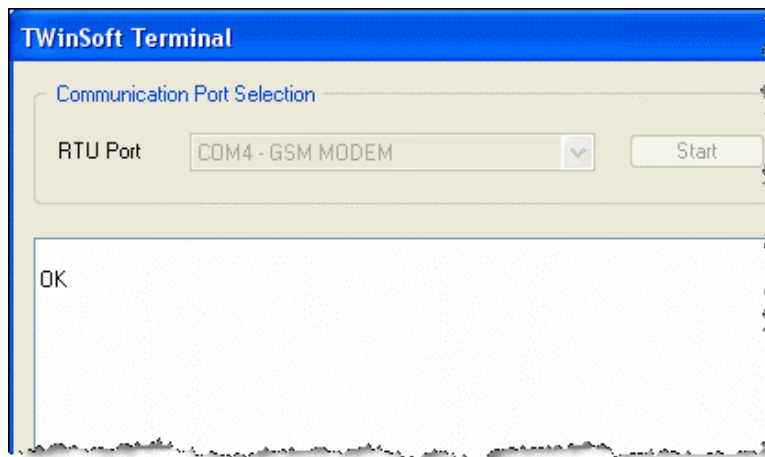 TWinSoft Terminal
Communication Port Selection
RTU Port COM4 - GSM MODEM Start
OK